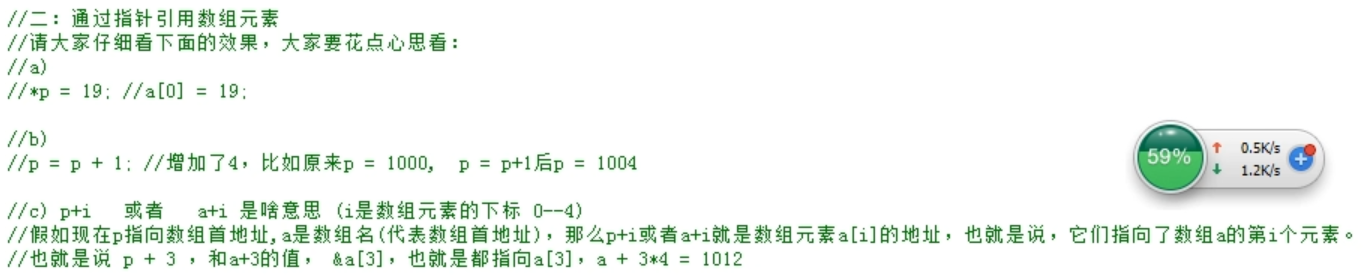 //二：通过指针引用数组元素
//请大家仔细看下面的效果，大家要花点心思看：
//a)
//*p = 19; //a[0] = 19;
//b)
//p = p + 1; //增加了4，比如原来p = 1000,  p = p+1后p = 1004
//c) p+i   或者   a+i 是啥意思 (i是数组元素的下标 0--4)
//假如现在p指向数组首地址,a是数组名(代表数组首地址)，那么p+i或者a+i就是数组元素a[i]的地址，也就是说，它们指向了数组a的第i个元素。
//也就是说 p + 3 ，和a+3的值， &a[3]，也就是都指向a[3]，a + 3*4 = 1012
59%
↑ 0.5K/s
↓ 1.2K/s
+